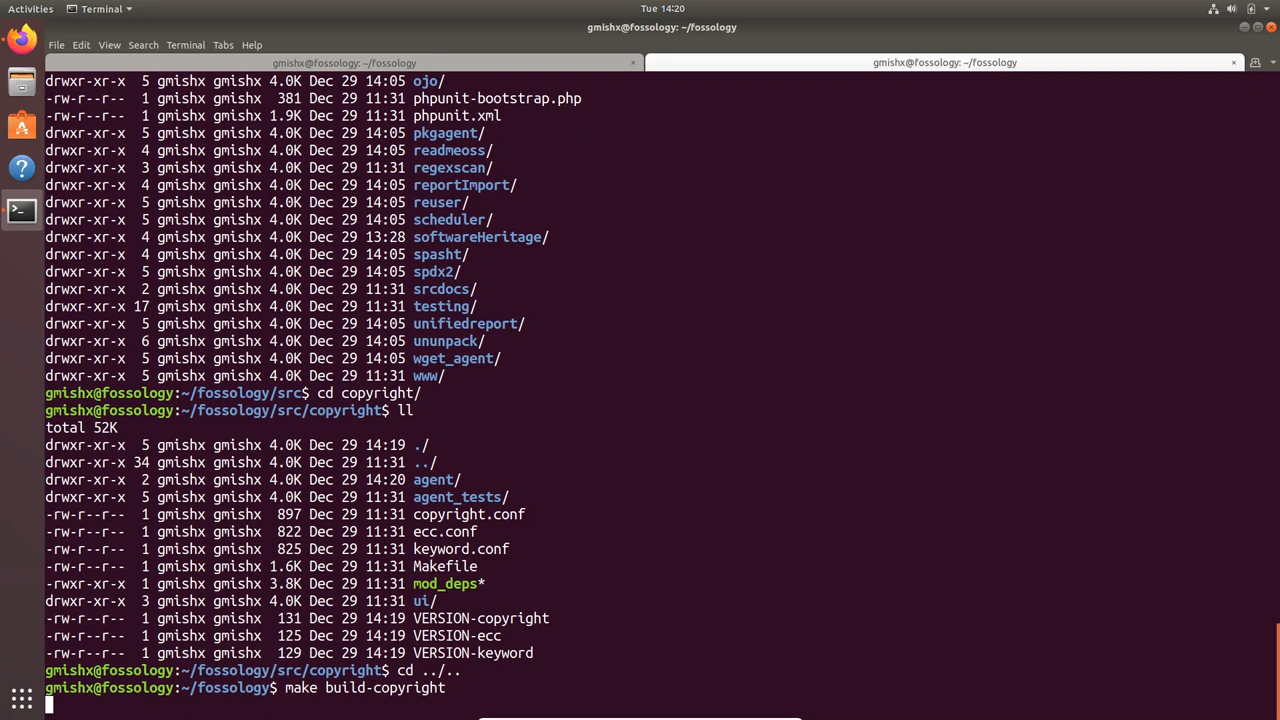 Activities Terminal Tue 14:20
gmishx@fossology: ~/fossology
File Edit View Search Terminal Tabs Help
gmishx@fossology: ~/fossology × gmishx@fossology: ~/fossology ×
drwxr-xr-x  5 gmishx gmishx 4.0K Dec 29 14:05 ojo/
-rw-r--r--  1 gmishx gmishx  381 Dec 29 11:31 phpunit-bootstrap.php
-rw-r--r--  1 gmishx gmishx 1.9K Dec 29 11:31 phpunit.xml
drwxr-xr-x  5 gmishx gmishx 4.0K Dec 29 14:05 pkgagent/
drwxr-xr-x  4 gmishx gmishx 4.0K Dec 29 14:05 readmeoss/
drwxr-xr-x  3 gmishx gmishx 4.0K Dec 29 11:31 regexscan/
drwxr-xr-x  4 gmishx gmishx 4.0K Dec 29 14:05 reportImport/
drwxr-xr-x  5 gmishx gmishx 4.0K Dec 29 14:05 reuser/
drwxr-xr-x  5 gmishx gmishx 4.0K Dec 29 14:05 scheduler/
drwxr-xr-x  4 gmishx gmishx 4.0K Dec 29 13:28 softwareHeritage/
drwxr-xr-x  4 gmishx gmishx 4.0K Dec 29 14:05 spasht/
drwxr-xr-x  5 gmishx gmishx 4.0K Dec 29 14:05 spdx2/
drwxr-xr-x  2 gmishx gmishx 4.0K Dec 29 11:31 srcdocs/
drwxr-xr-x 17 gmishx gmishx 4.0K Dec 29 11:31 testing/
drwxr-xr-x  5 gmishx gmishx 4.0K Dec 29 14:05 unifiedreport/
drwxr-xr-x  6 gmishx gmishx 4.0K Dec 29 14:05 ununpack/
drwxr-xr-x  5 gmishx gmishx 4.0K Dec 29 14:05 wget_agent/
drwxr-xr-x  5 gmishx gmishx 4.0K Dec 29 11:31 www/
gmishx@fossology:~/fossology/src$ cd copyright/
gmishx@fossology:~/fossology/src/copyright$ ll
total 52K
drwxr-xr-x  5 gmishx gmishx 4.0K Dec 29 14:19 ./
drwxr-xr-x 34 gmishx gmishx 4.0K Dec 29 11:31 ../
drwxr-xr-x  2 gmishx gmishx 4.0K Dec 29 14:20 agent/
drwxr-xr-x  5 gmishx gmishx 4.0K Dec 29 11:31 agent_tests/
-rw-r--r--  1 gmishx gmishx  897 Dec 29 11:31 copyright.conf
-rw-r--r--  1 gmishx gmishx  822 Dec 29 11:31 ecc.conf
-rw-r--r--  1 gmishx gmishx  825 Dec 29 11:31 keyword.conf
-rw-r--r--  1 gmishx gmishx 1.6K Dec 29 11:31 Makefile
-rwxr-xr-x  1 gmishx gmishx 3.8K Dec 29 11:31 mod_deps*
drwxr-xr-x  3 gmishx gmishx 4.0K Dec 29 11:31 ui/
-rw-r--r--  1 gmishx gmishx  131 Dec 29 14:19 VERSION-copyright
-rw-r--r--  1 gmishx gmishx  125 Dec 29 14:19 VERSION-ecc
-rw-r--r--  1 gmishx gmishx  129 Dec 29 14:19 VERSION-keyword
gmishx@fossology:~/fossology/src/copyright$ cd ../..
gmishx@fossology:~/fossology$ make build-copyright